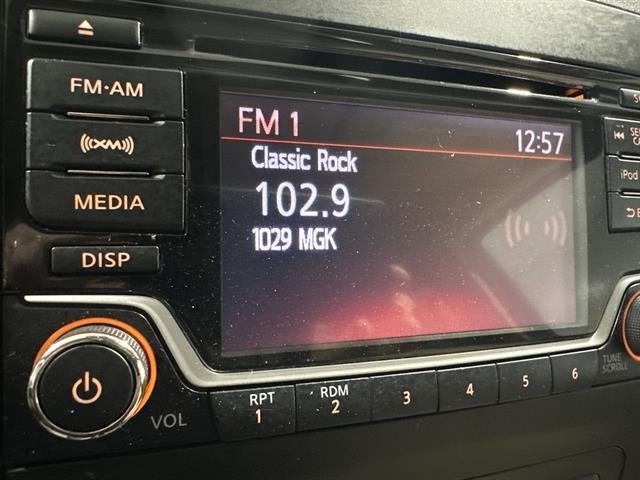 FM·AM
((XM))
MEDIA
DISP
VOL
FM 1
12:57
Classic Rock
102.9
1029 MGK
RPT
1
RDM
2
3
4
5
6
TUNE
SCROLL
iPod